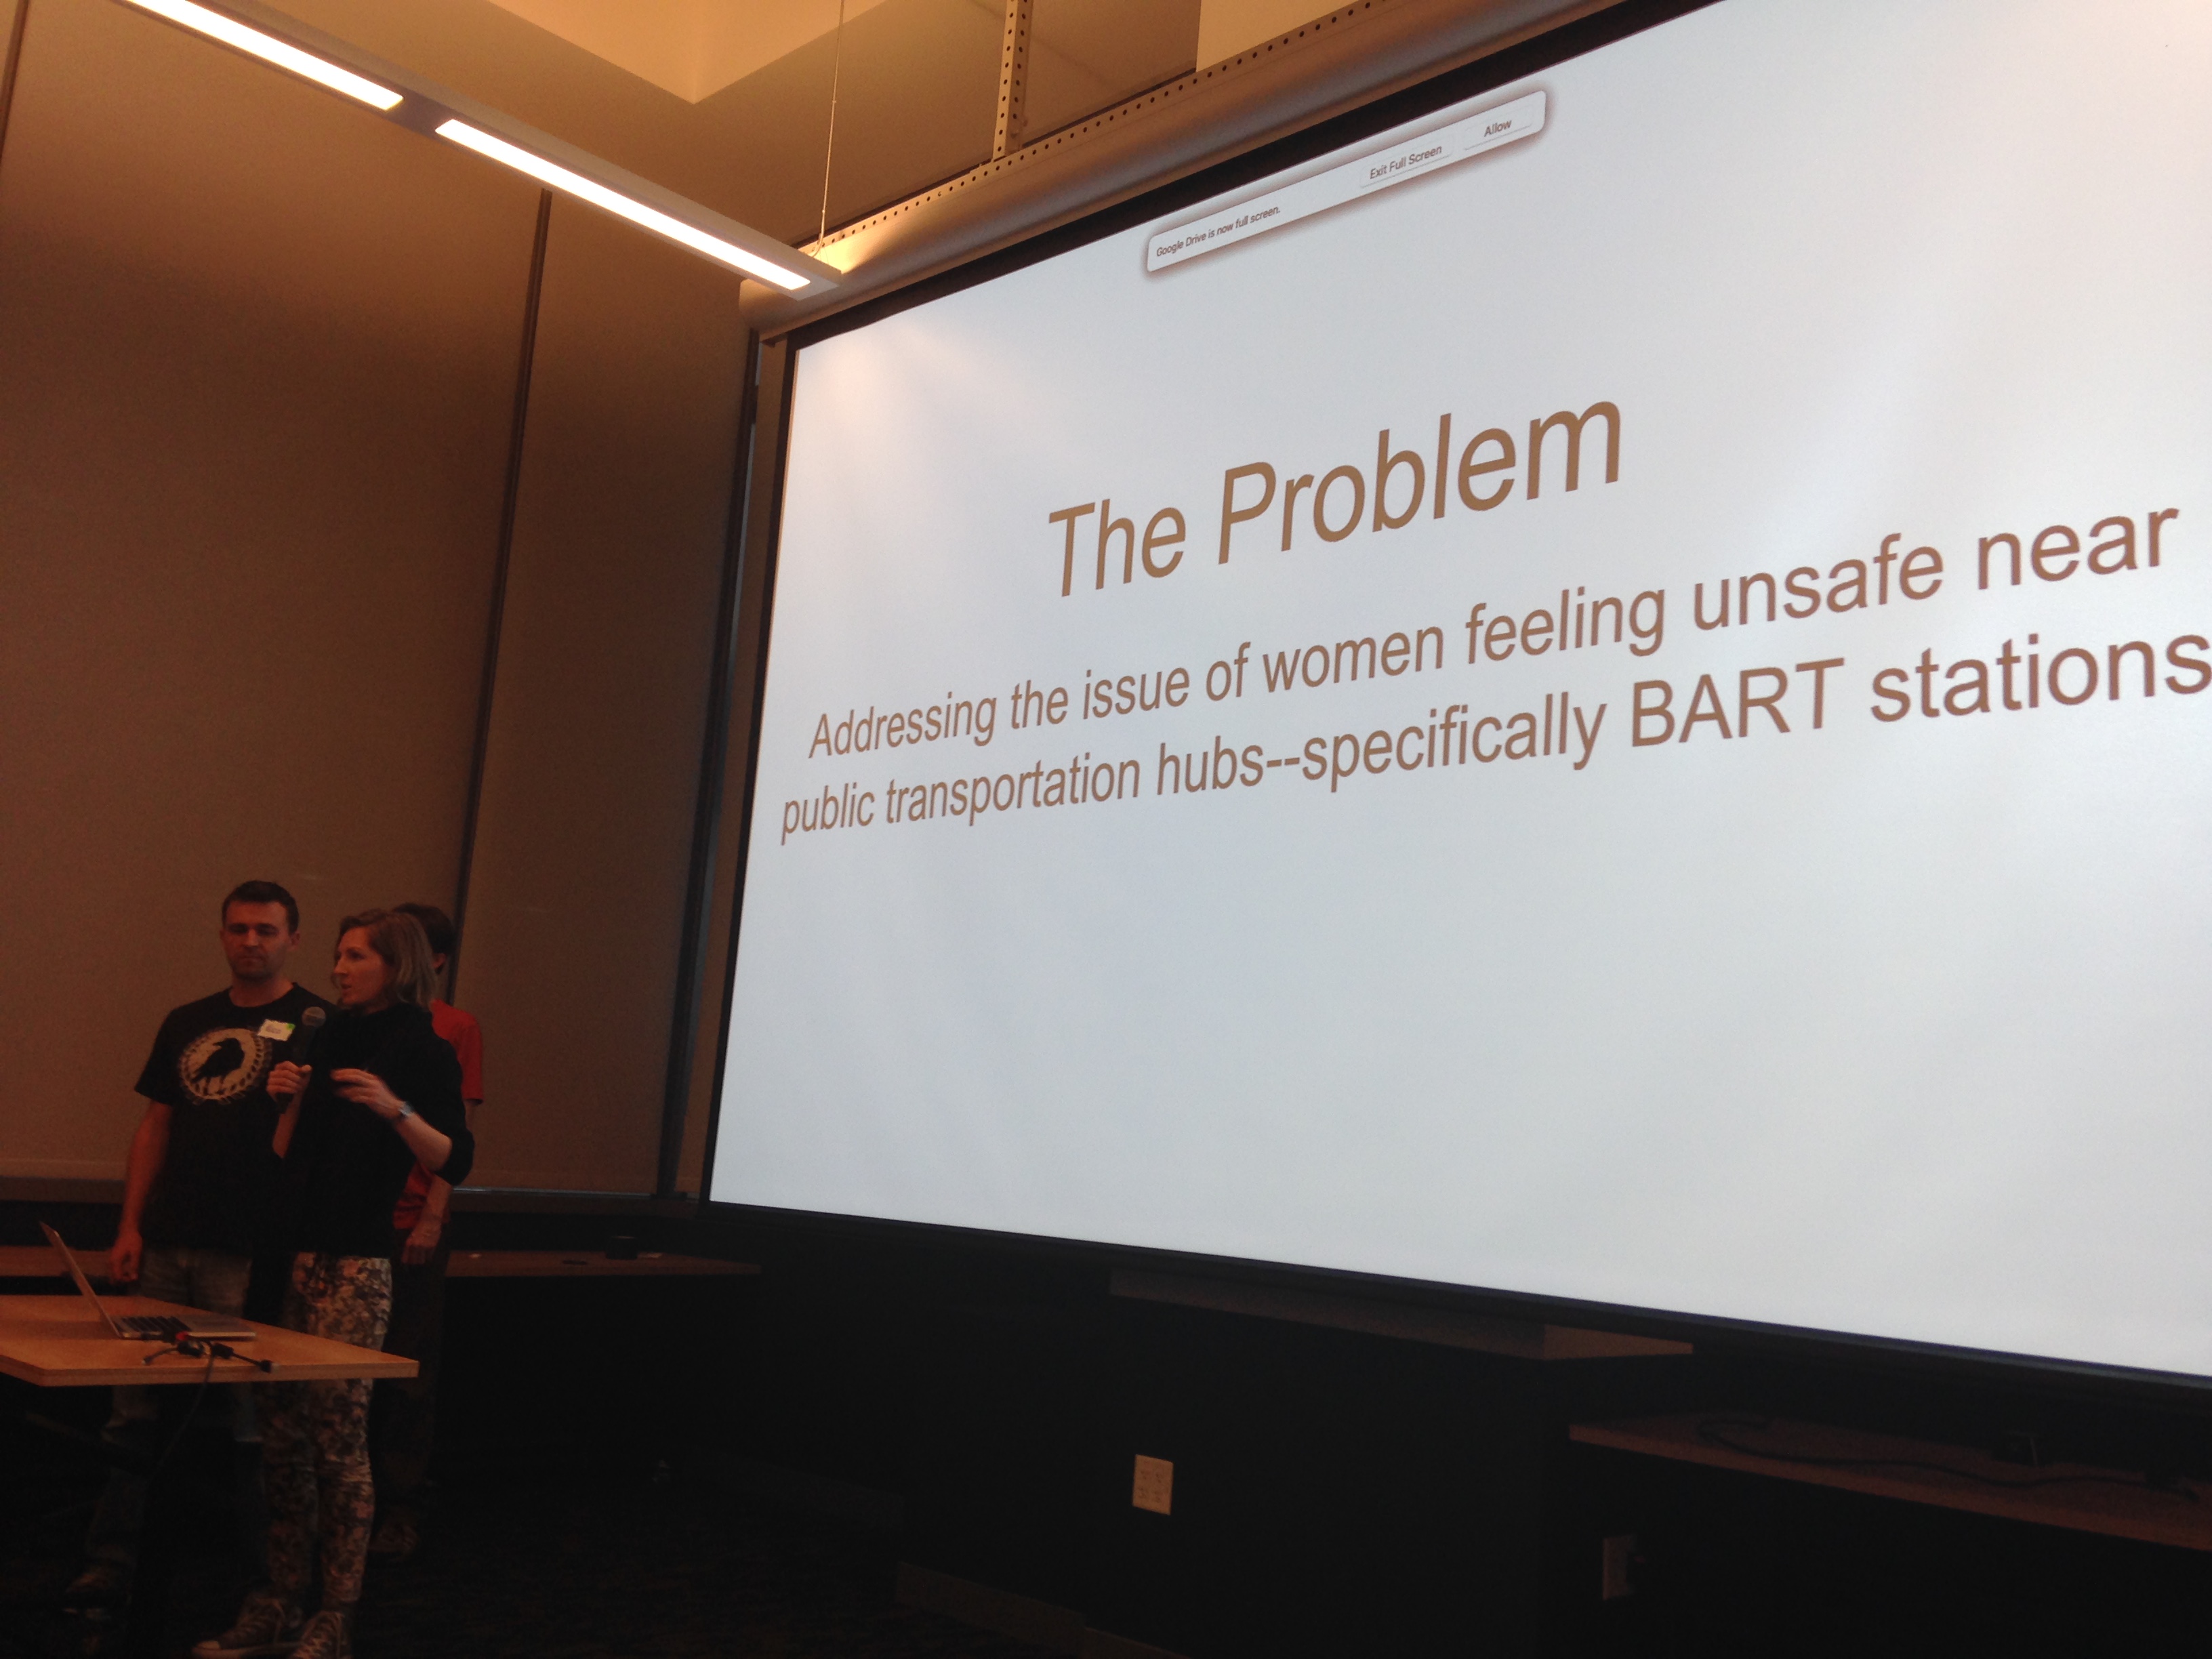 Google Drive is now full screen. Exit Full Screen Allow
The Problem
Addressing the issue of women feeling unsafe near
public transportation hubs--specifically BART stations